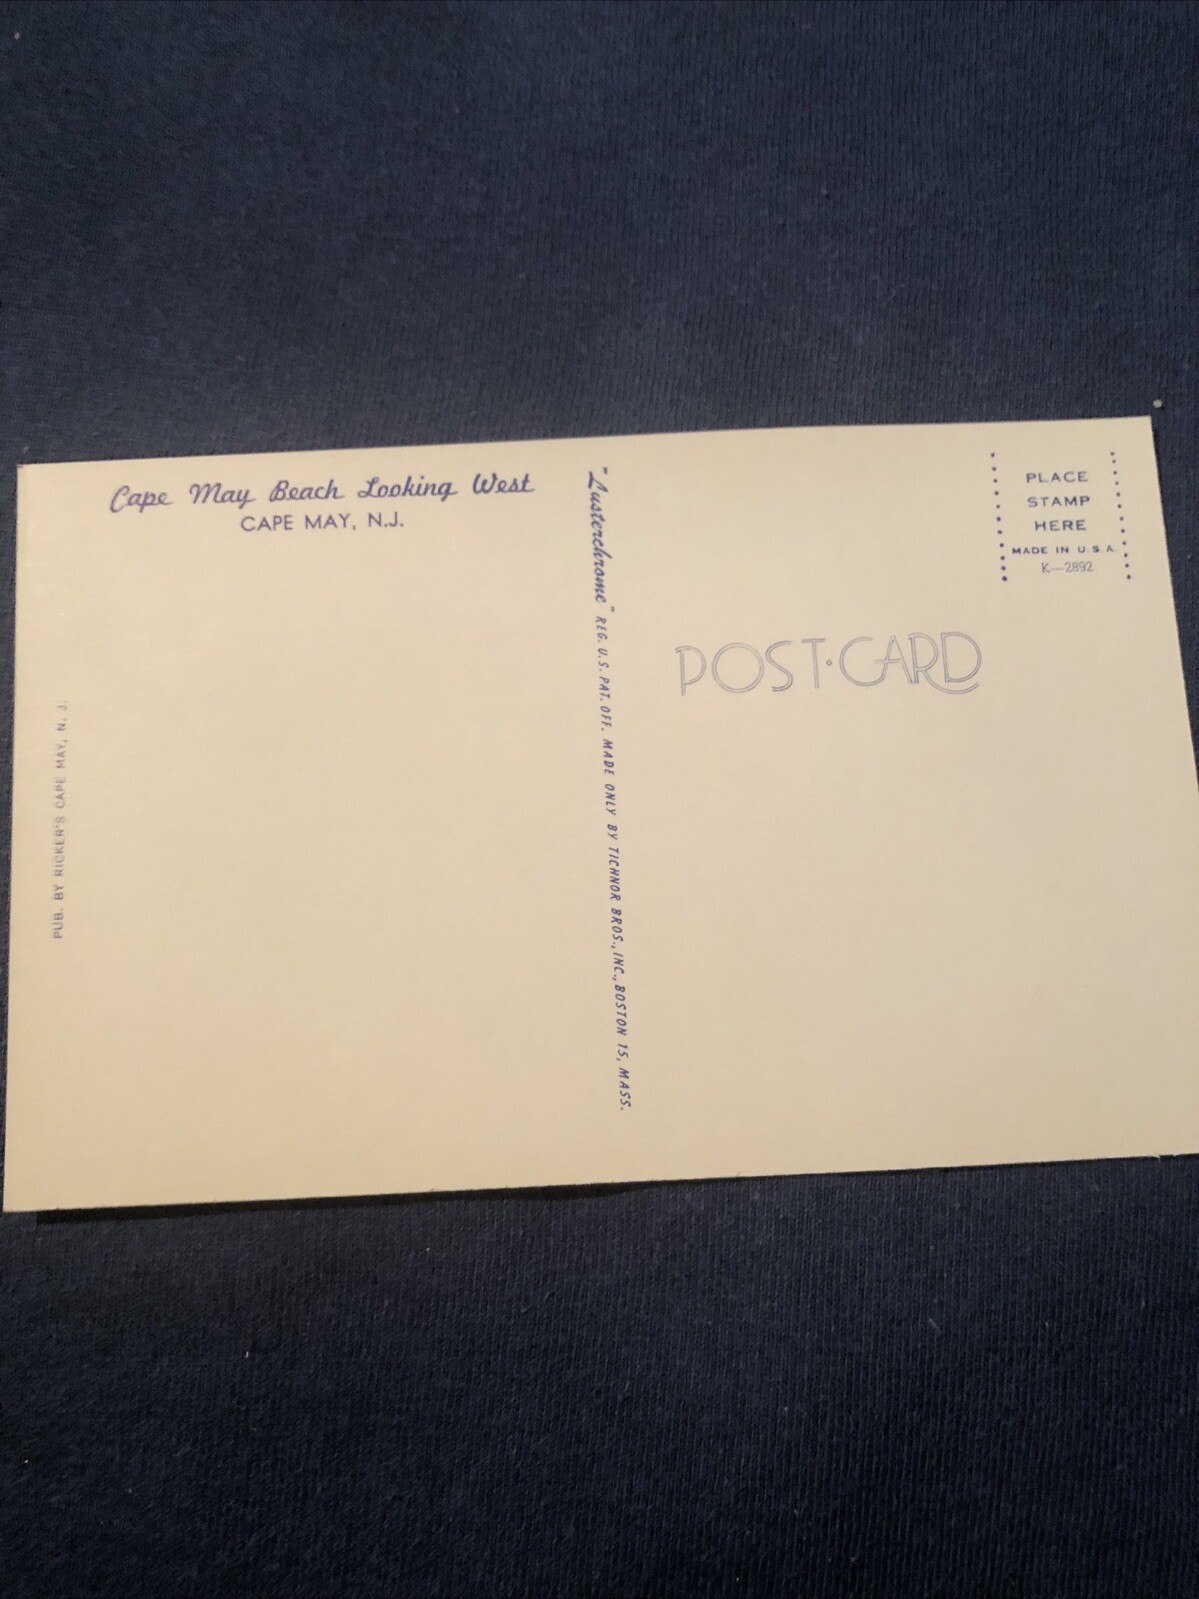 Cape May Beach Looking West
CAPE MAY, N.J.
PUB. BY RICKER'S CAPE MAY, N. J.
"Lusterchrome" REG. U.S. PAT. OFF. MADE ONLY BY TICHNOR BROS., INC., BOSTON 15, MASS.
PLACE
STAMP
HERE
MADE IN U.S.A.
K-2892
POST·CARD